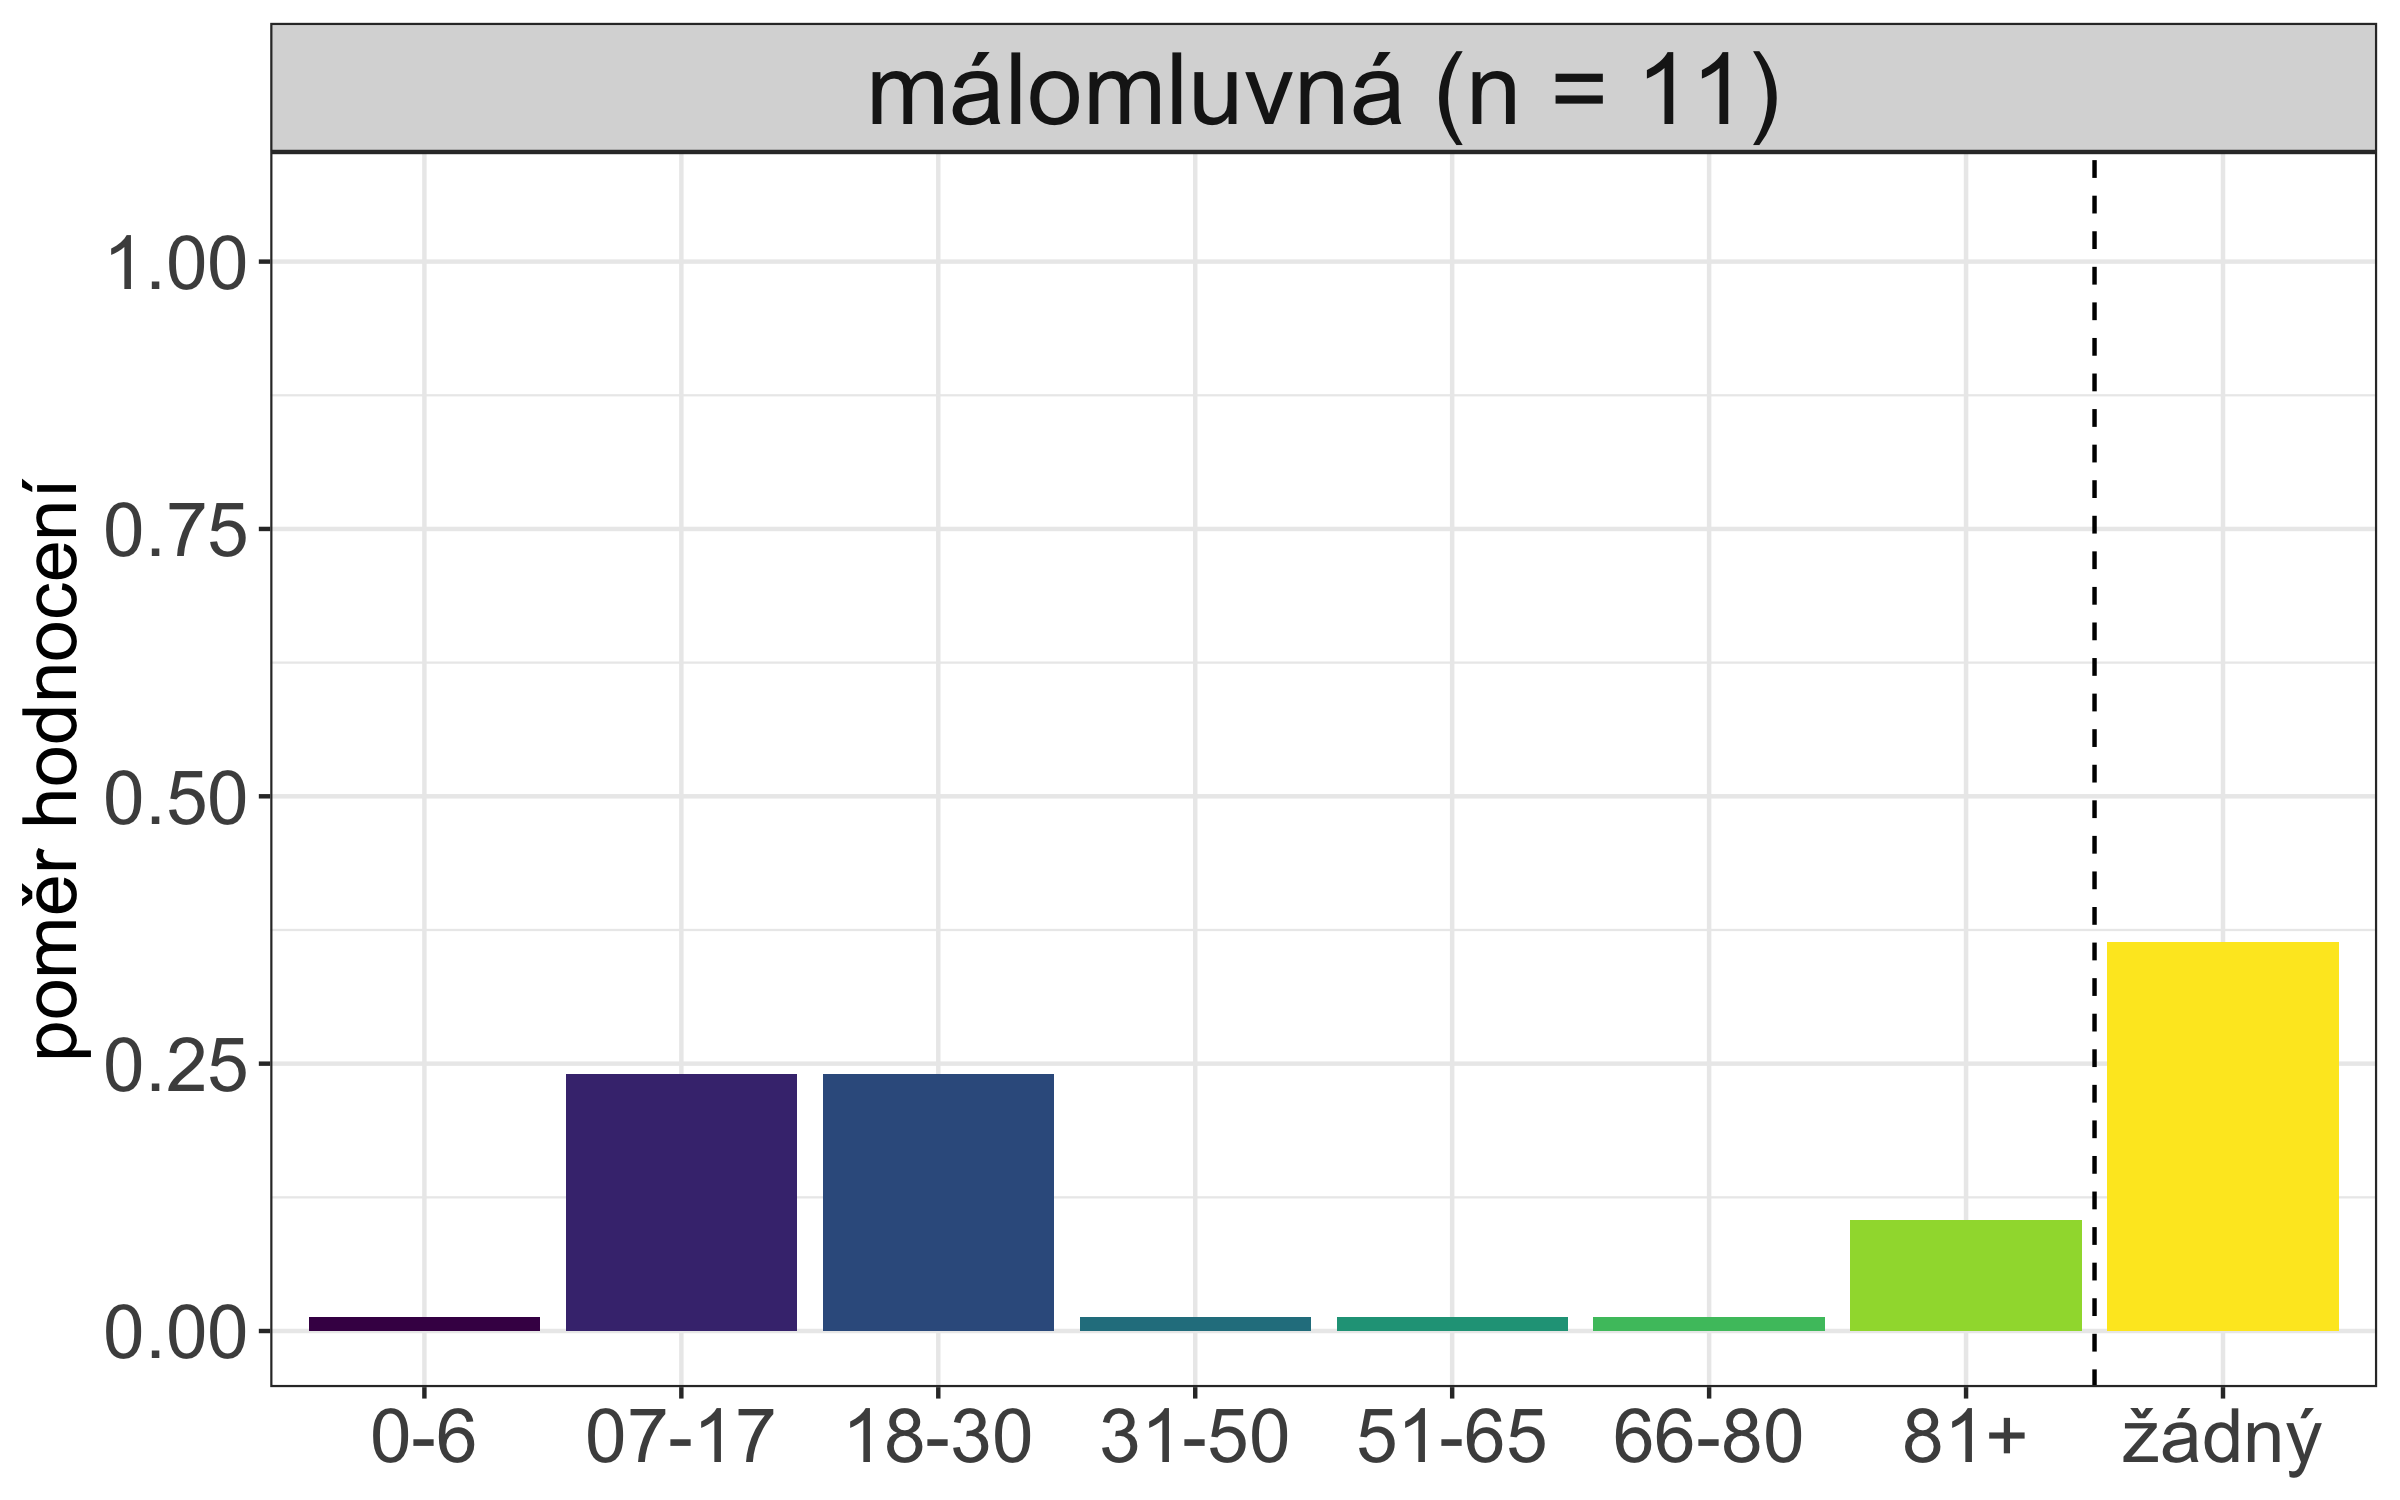 málomluvná (n = 11)
poměr hodnocení
1.00
0.75
0.50
0.25
0.00
0-6 07-17 18-30 31-50 51-65 66-80 81+ žádný